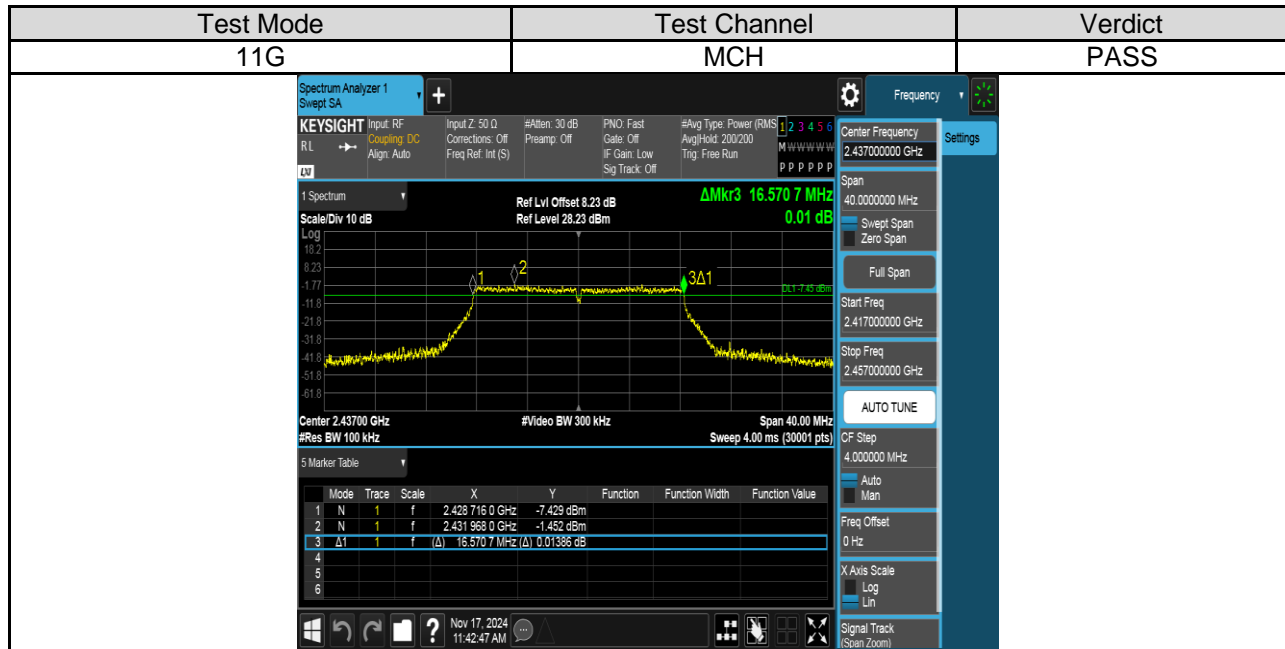 Test Mode Test Channel Verdict
11G MCH PASS
Spectrum Analyzer 1
Swept SA
+
Frequency
KEYSIGHT
RL
LXI
Input: RF
Coupling: DC
Align: Auto
Input Z: 50 Ω
Corrections: Off
Freq Ref: Int (S)
#Atten: 30 dB
Preamp: Off
PNO: Fast
Gate: Off
IF Gain: Low
Sig Track: Off
#Avg Type: Power (RMS
Avg|Hold: 200/200
Trig: Free Run
1 2 3 4 5 6
M W W W W W
P P P P P P
1 Spectrum
Scale/Div 10 dB
Ref Lvl Offset 8.23 dB
Ref Level 28.23 dBm
ΔMkr3 16.570 7 MHz
0.01 dB
Log
18.2
8.23
-1.77
-11.8
-21.8
-31.8
-41.8
-51.8
-61.8
1
2
3Δ1
DL1 -7.45 dBm
Center 2.43700 GHz
#Res BW 100 kHz
#Video BW 300 kHz
Span 40.00 MHz
Sweep 4.00 ms (30001 pts)
5 Marker Table
Mode Trace Scale X Y Function Function Width Function Value
1 N 1 f 2.428 716 0 GHz -7.429 dBm
2 N 1 f 2.431 968 0 GHz -1.452 dBm
3 Δ1 1 f (Δ) 16.570 7 MHz (Δ) 0.01386 dB
4
5
6
?
Nov 17, 2024
11:42:47 AM
Center Frequency
2.437000000 GHz
Settings
Span
40.0000000 MHz
Swept Span
Zero Span
Full Span
Start Freq
2.417000000 GHz
Stop Freq
2.457000000 GHz
AUTO TUNE
CF Step
4.000000 MHz
Auto
Man
Freq Offset
0 Hz
X Axis Scale
Log
Lin
Signal Track
(Span Zoom)